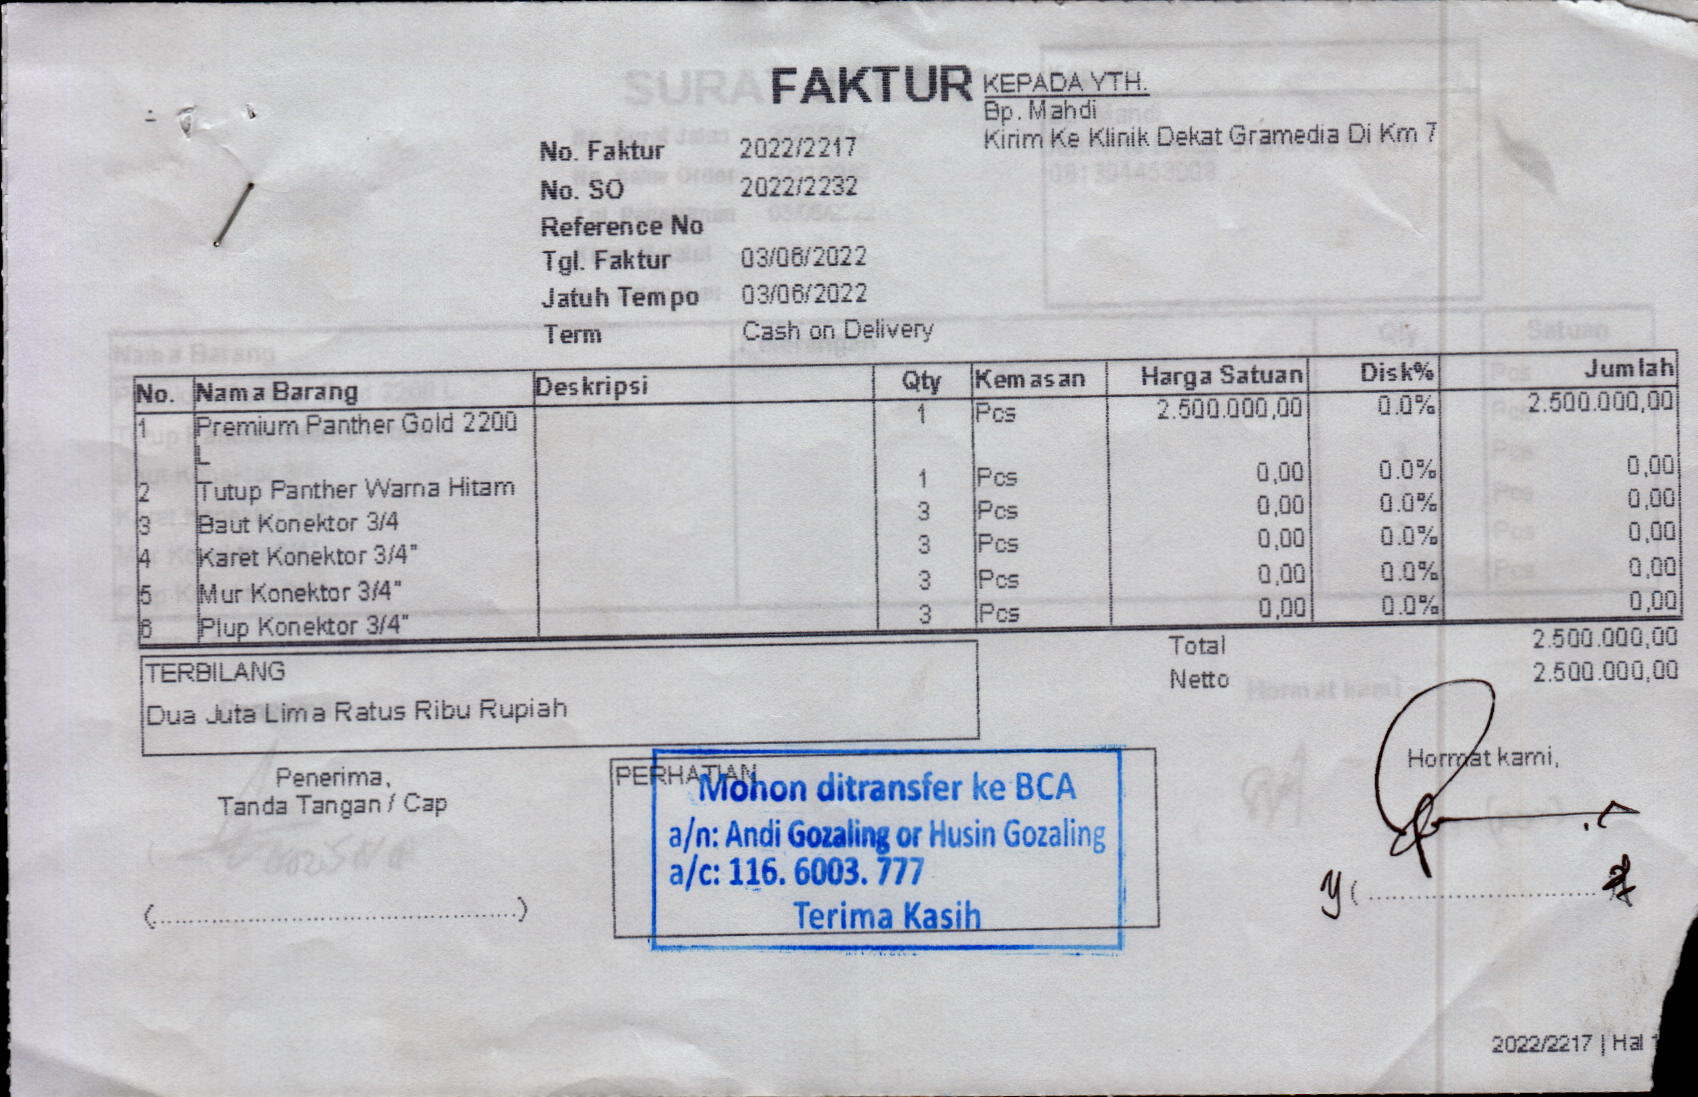 FAKTUR
KEPADA YTH.
Bp. Mahdi
Kirim Ke Klinik Dekat Gramedia Di Km 7
No. Faktur 2022/2217
No. SO 2022/2232
Reference No
Tgl. Faktur 03/06/2022
Jatuh Tempo 03/06/2022
Term Cash on Delivery
No. Nama Barang Deskripsi Qty Kemasan Harga Satuan Disk% Jumlah
1 Premium Panther Gold 2200 1 Pcs 2.500.000,00 0.0% 2.500.000,00
L
2 Tutup Panther Warna Hitam 1 Pcs 0,00 0.0% 0,00
3 Baut Konektor 3/4 3 Pcs 0,00 0.0% 0,00
4 Karet Konektor 3/4" 3 Pcs 0,00 0.0% 0,00
5 Mur Konektor 3/4" 3 Pcs 0,00 0.0% 0,00
6 Plup Konektor 3/4" 3 Pcs 0,00 0.0% 0,00
Total 2.500.000,00
Netto 2.500.000,00
TERBILANG
Dua Juta Lima Ratus Ribu Rupiah
Penerima,
Tanda Tangan / Cap
(........................................)
PERHATIAN
Mohon ditransfer ke BCA
a/n: Andi Gozaling or Husin Gozaling
a/c: 116. 6003. 777
Terima Kasih
Hormat kami,
2022/2217 | Hal 1